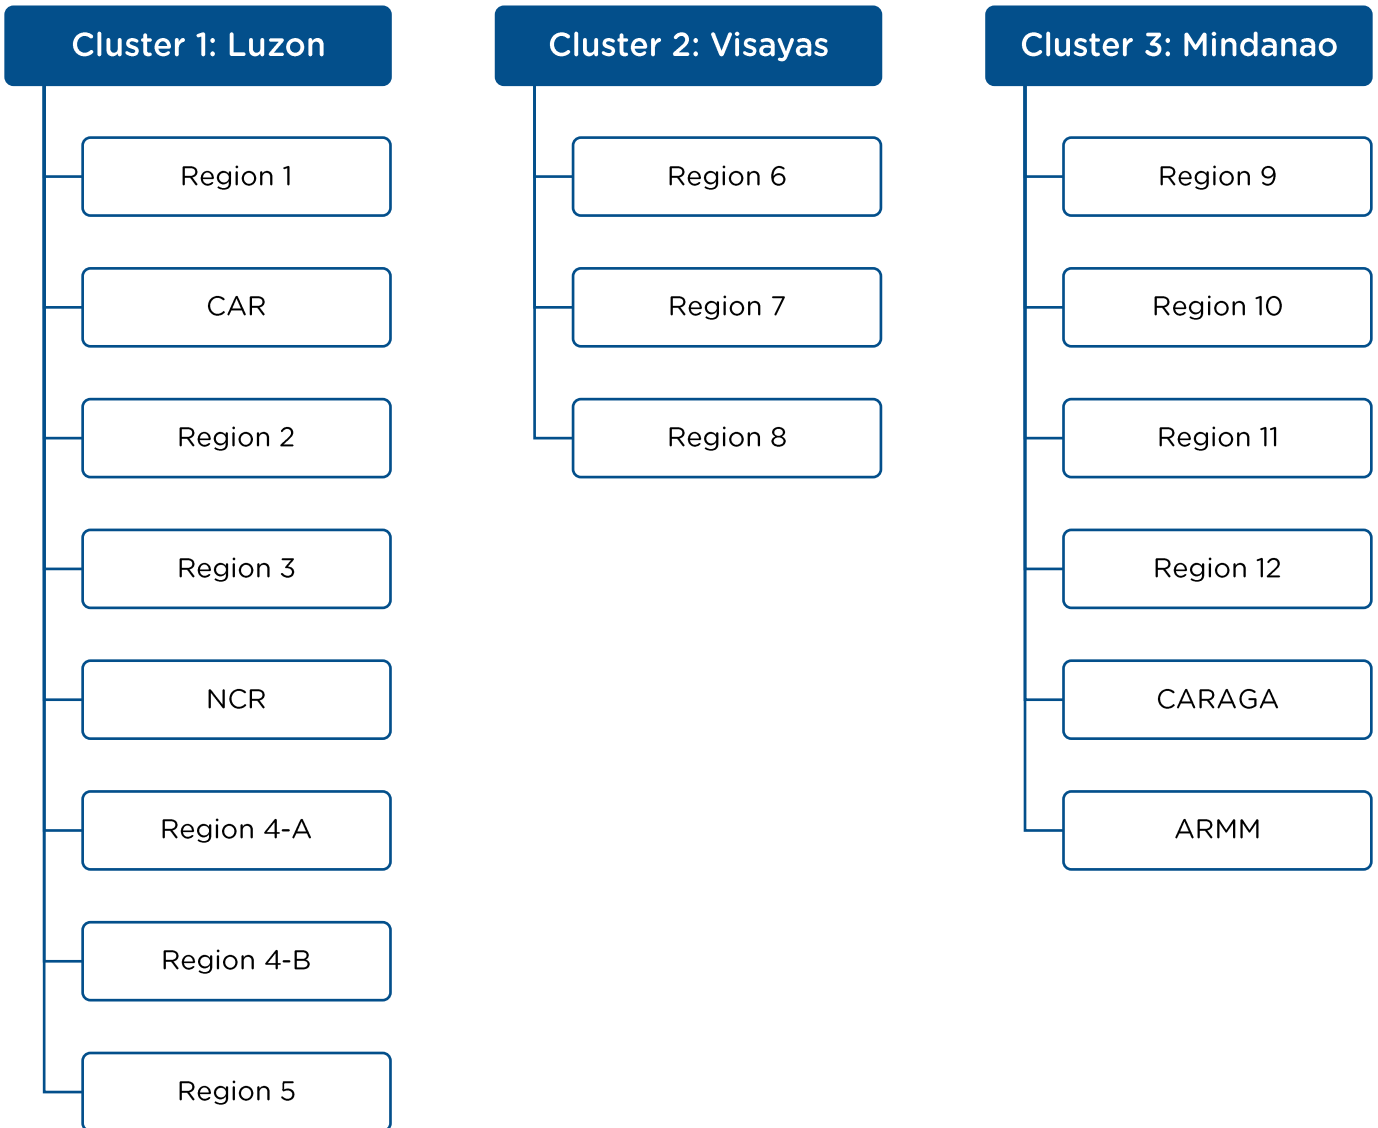 Cluster 1: Luzon
Region 1
CAR
Region 2
Region 3
NCR
Region 4-A
Region 4-B
Region 5
Cluster 2: Visayas
Region 6
Region 7
Region 8
Cluster 3: Mindanao
Region 9
Region 10
Region 11
Region 12
CARAGA
ARMM